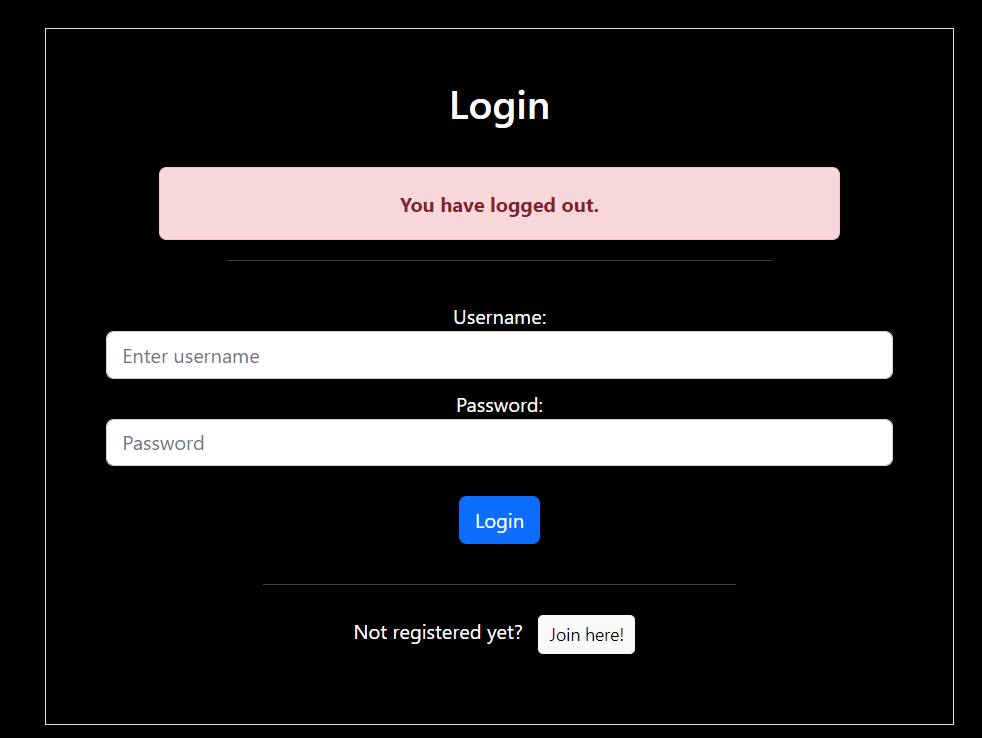 Login
You have logged out.
Username:
Enter username
Password:
Password
Login
Not registered yet? Join here!